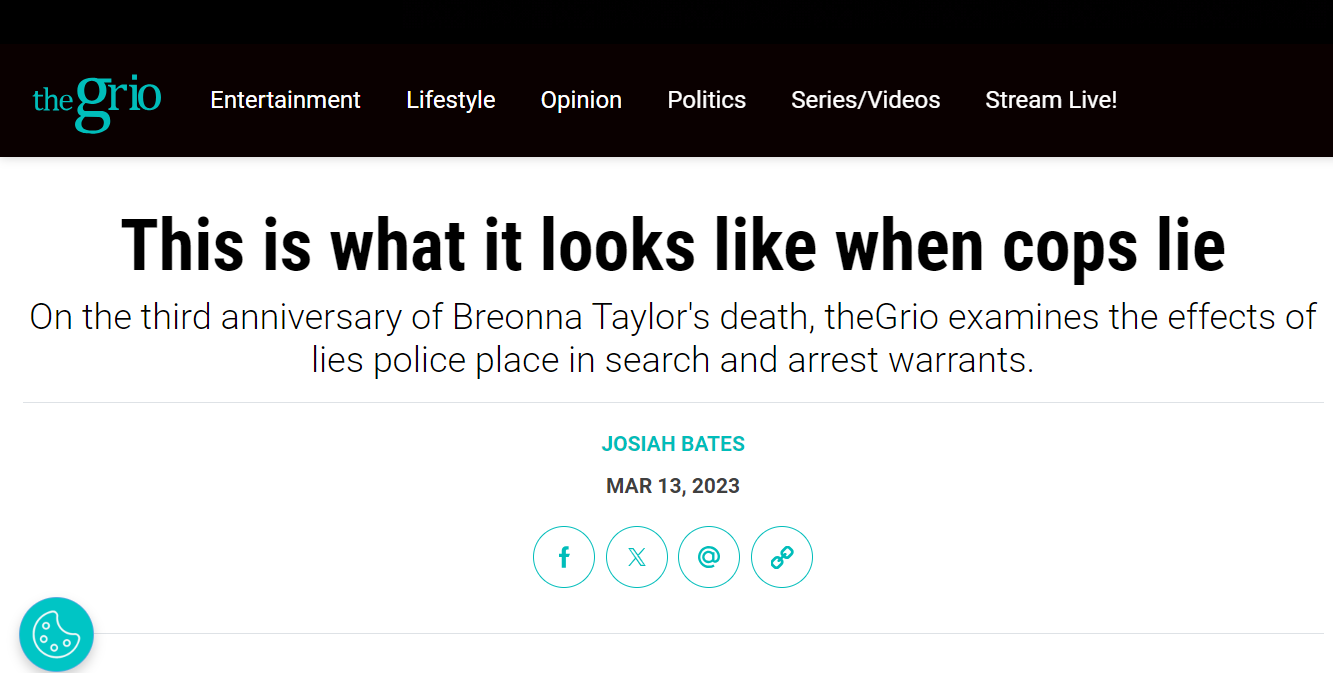 thegrio Entertainment Lifestyle Opinion Politics Series/Videos Stream Live!
This is what it looks like when cops lie
On the third anniversary of Breonna Taylor's death, theGrio examines the effects of
lies police place in search and arrest warrants.
JOSIAH BATES
MAR 13, 2023